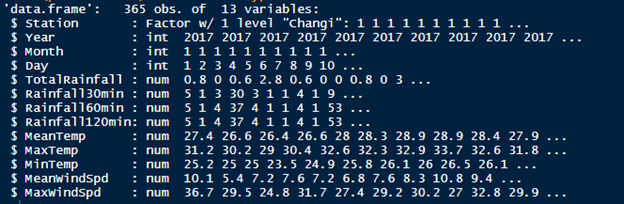 'data.frame':   365 obs. of  13 variables:
 $ Station      : Factor w/ 1 level "Changi": 1 1 1 1 1 1 1 1 1 1 ...
 $ Year         : int  2017 2017 2017 2017 2017 2017 2017 2017 2017 2017 ...
 $ Month        : int  1 1 1 1 1 1 1 1 1 1 ...
 $ Day          : int  1 2 3 4 5 6 7 8 9 10 ...
 $ TotalRainfall : num  0.8 0 0.6 2.8 0.6 0 0 0.8 0 3 ...
 $ Rainfall30min : num  5 1 3 30 3 1 1 4 1 9 ...
 $ Rainfall60min : num  5 1 4 37 4 1 1 4 1 53 ...
 $ Rainfall120min: num  5 1 4 37 4 1 1 4 1 53 ...
 $ MeanTemp      : num  27.4 26.6 26.4 26.6 28 28.3 28.9 28.9 28.4 27.9 ...
 $ MaxTemp       : num  31.2 30.2 29 30.4 32.6 32.3 32.9 33.7 32.6 31.8 ...
 $ MinTemp       : num  25.2 25 25 23.5 24.9 25.8 26.1 26 26.5 26.1 ...
 $ MeanWindSpd   : num  10.1 5.4 7.2 7.6 7.2 6.8 7.6 8.3 10.8 9.4 ...
 $ MaxWindSpd    : num  36.7 29.5 24.8 31.7 27.4 29.2 30.2 27 32.8 29.9 ...